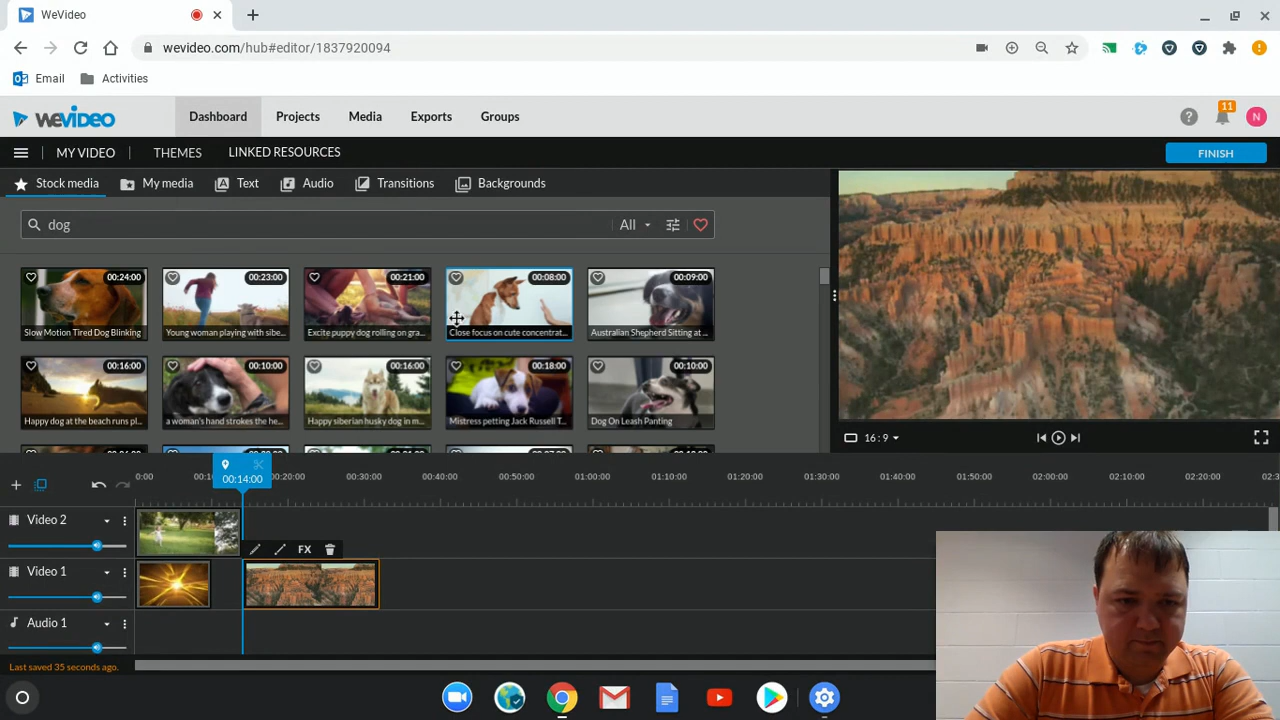 WeVideo
wevideo.com/hub#editor/1837920094
Email
Activities
wevideo
Dashboard
Projects
Media
Exports
Groups
11
N
MY VIDEO
THEMES
LINKED RESOURCES
FINISH
Stock media
My media
Text
Audio
Transitions
Backgrounds
dog
All
00:24:00
00:23:00
00:21:00
00:08:00
00:09:00
Slow Motion Tired Dog Blinking
Young woman playing with sibe...
Excite puppy dog rolling on gra...
Close focus on cute concentrat...
Australian Shepherd Sitting at ...
00:16:00
00:10:00
00:16:00
00:18:00
00:10:00
Happy dog at the beach runs pl...
a woman's hand strokes the he...
Happy siberian husky dog in m...
Mistress petting Jack Russell T...
Dog On Leash Panting
16:9
00:14:00
0:00
00:20:00
00:30:00
00:40:00
00:50:00
01:00:00
01:10:00
01:20:00
01:30:00
01:40:00
01:50:00
02:00:00
02:10:00
02:20:00
Video 2
FX
Video 1
Audio 1
Last saved 35 seconds ago.